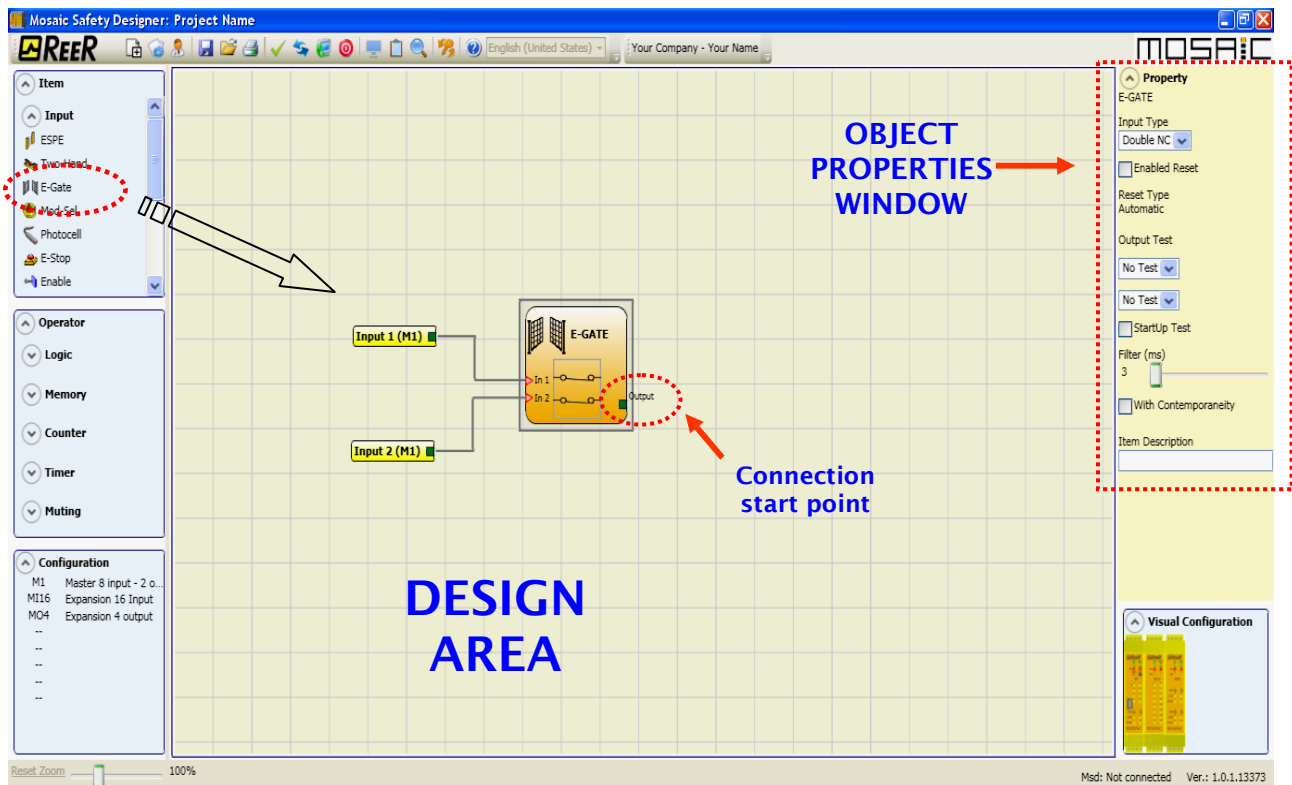 Mosaic Safety Designer: Project Name
REER
English (United States)
Your Company - Your Name
MOSAIC
Item
Input
ESPE
Two-Hand
E-Gate
Mod-Sel
Photocell
E-Stop
Enable
Operator
Logic
Memory
Counter
Timer
Muting
Configuration
M1 Master 8 input - 2 o...
MI16 Expansion 16 Input
MO4 Expansion 4 output
--
--
--
--
--
Reset Zoom
100%
Input 1 (M1)
Input 2 (M1)
E-GATE
In 1
In 2
Output
Connection
start point
DESIGN
AREA
OBJECT
PROPERTIES
WINDOW
Property
E-GATE
Input Type
Double NC
Enabled Reset
Reset Type
Automatic
Output Test
No Test
No Test
StartUp Test
Filter (ms)
3
With Contemporaneity
Item Description
Visual Configuration
Msd: Not connected Ver.: 1.0.1.13373